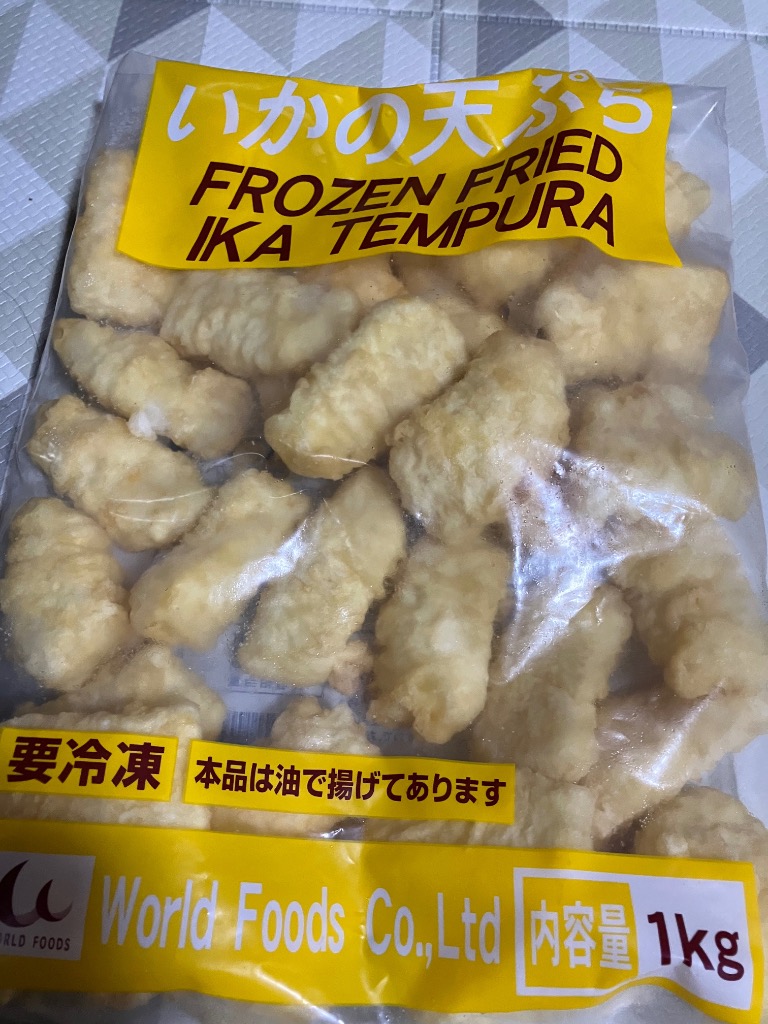 いかの天ぷら
FROZEN FRIED
IKA TEMPURA
要冷凍
本品は油で揚げてあります
World Foods Co.,Ltd
内容量
1kg
WORLD FOODS